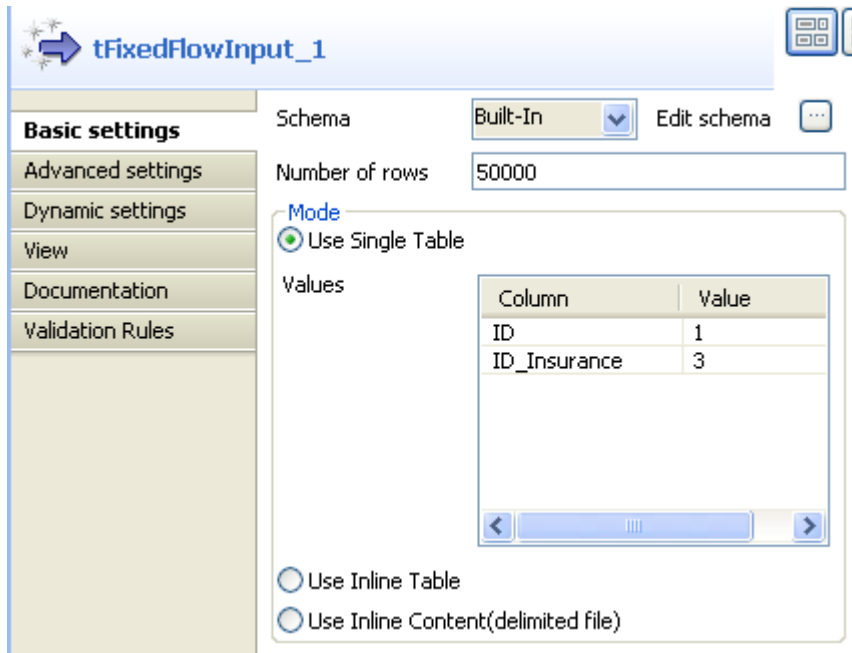 tFixedFlowInput_1
Basic settings
Advanced settings
Dynamic settings
View
Documentation
Validation Rules
Schema Built-In Edit schema ...
Number of rows 50000
Mode
Use Single Table
Values
Column Value
ID 1
ID_Insurance 3
Use Inline Table
Use Inline Content(delimited file)